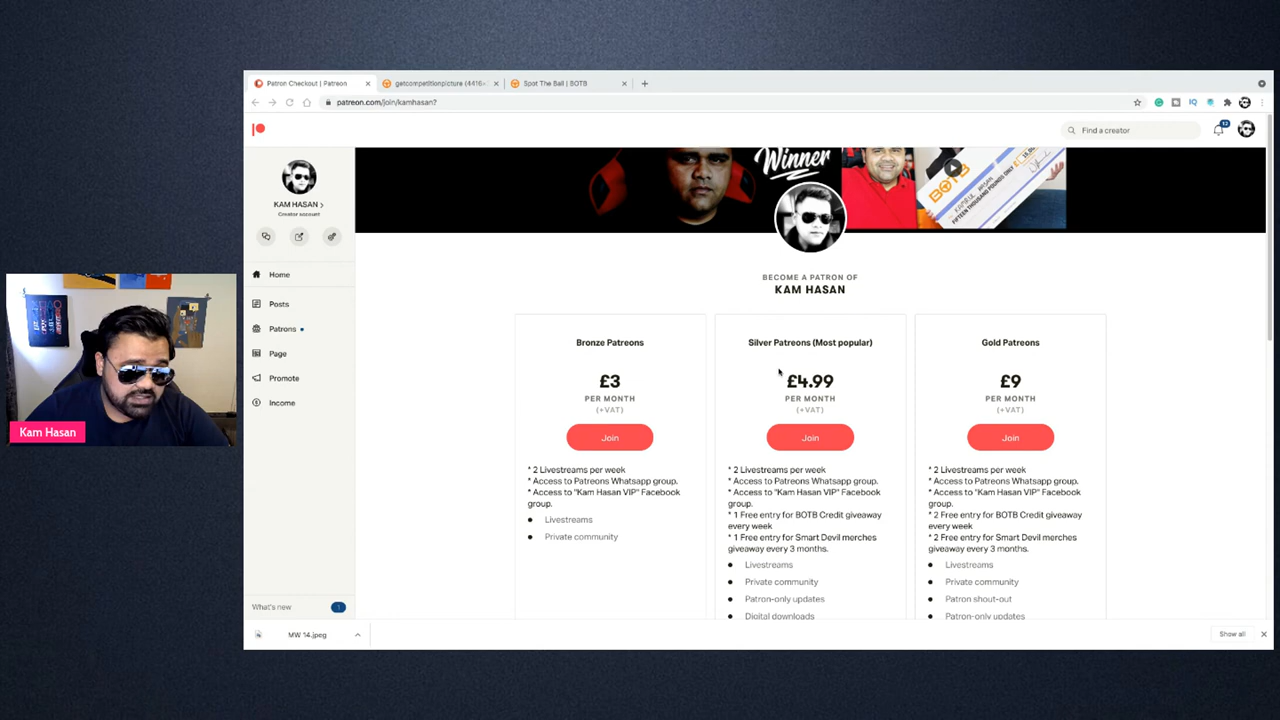 Patron Checkout | Patreon
getcompetitionpicture (4416×
Spot The Ball | BOTB
patreon.com/join/kamhasan?
Find a creator
12
Winner
BOTB
FIFTEEN THOUSAND POUNDS ONLY
KAM HASAN
Creator account
Home
Posts
Patrons
Page
Promote
Income
What's new
1
BECOME A PATRON OF
KAM HASAN
Bronze Patreons
£3
PER MONTH
(+VAT)
Join
* 2 Livestreams per week
* Access to Patreons Whatsapp group.
* Access to "Kam Hasan VIP" Facebook
group.
Livestreams
Private community
Silver Patreons (Most popular)
£4.99
PER MONTH
(+VAT)
Join
* 2 Livestreams per week
* Access to Patreons Whatsapp group.
* Access to "Kam Hasan VIP" Facebook
group.
* 1 Free entry for BOTB Credit giveaway
every week
* 1 Free entry for Smart Devil merches
giveaway every 3 months.
Livestreams
Private community
Patron-only updates
Digital downloads
Gold Patreons
£9
PER MONTH
(+VAT)
Join
* 2 Livestreams per week
* Access to Patreons Whatsapp group.
* Access to "Kam Hasan VIP" Facebook
group.
* 2 Free entry for BOTB Credit giveaway
every week
* 2 Free entry for Smart Devil merches
giveaway every 3 months.
Livestreams
Private community
Patron shout-out
Patron-only updates
MW 14.jpeg
Show all
Kam Hasan